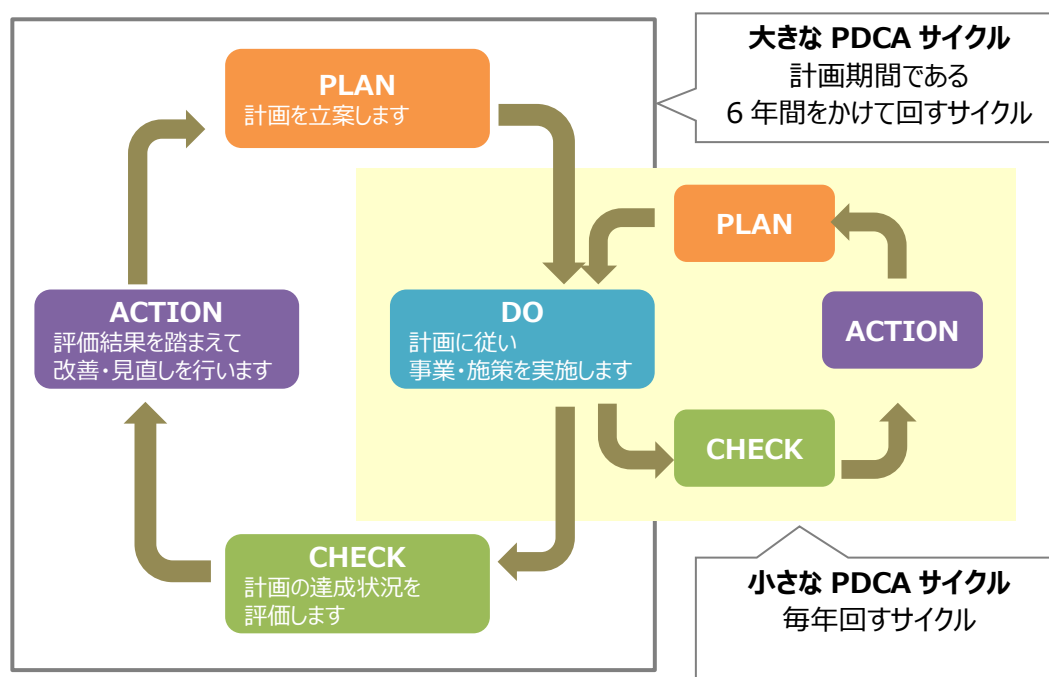 大きな PDCA サイクル
計画期間である
6 年間をかけて回すサイクル
PLAN
計画を立案します
PLAN
ACTION
評価結果を踏まえて
改善・見直しを行います
DO
計画に従い
事業・施策を実施します
ACTION
CHECK
CHECK
計画の達成状況を
評価します
小さな PDCA サイクル
毎年回すサイクル